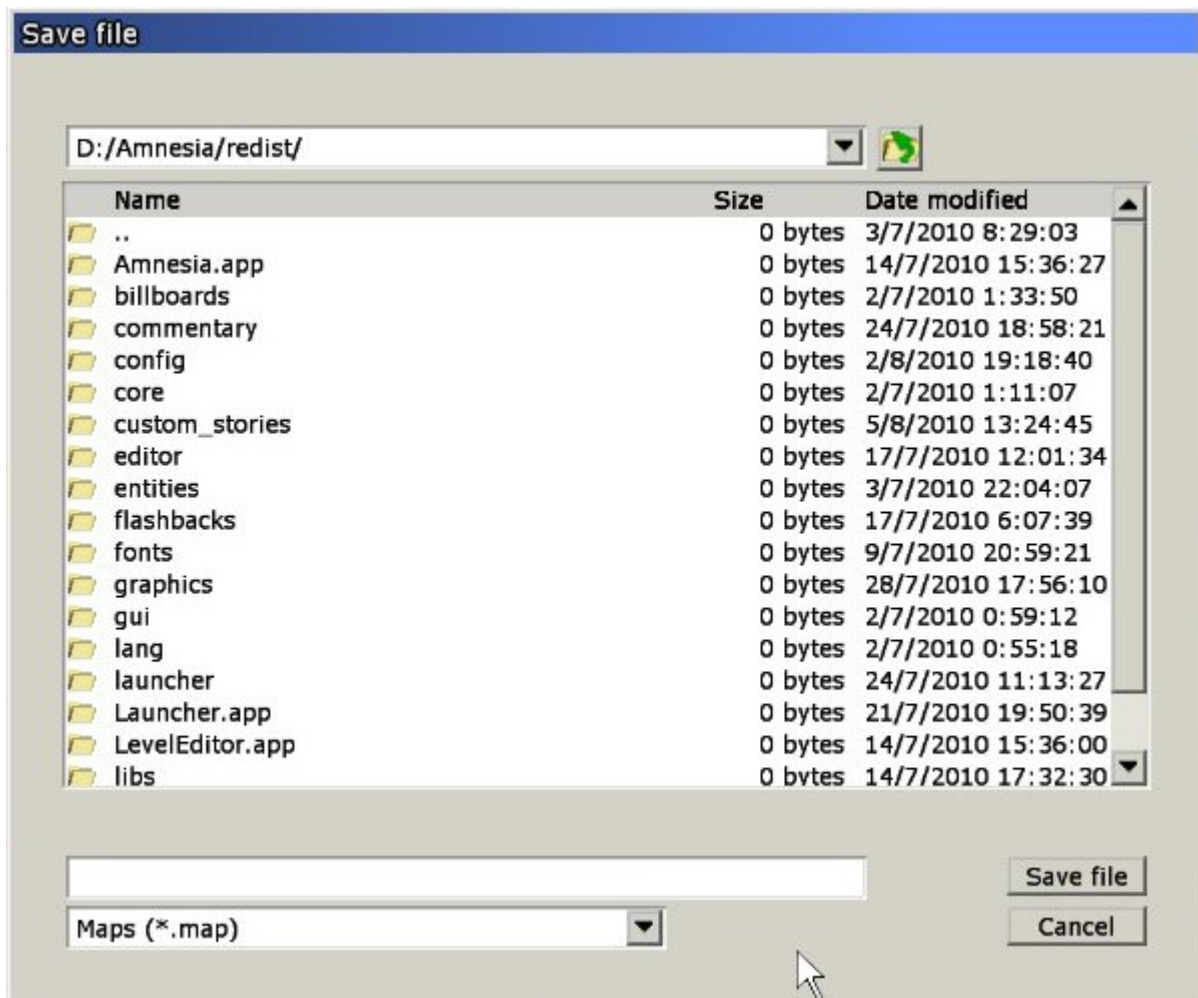 Save file
D:/Amnesia/redist/
Name Size Date modified
.. 0 bytes 3/7/2010 8:29:03
Amnesia.app 0 bytes 14/7/2010 15:36:27
billboards 0 bytes 2/7/2010 1:33:50
commentary 0 bytes 24/7/2010 18:58:21
config 0 bytes 2/8/2010 19:18:40
core 0 bytes 2/7/2010 1:11:07
custom_stories 0 bytes 5/8/2010 13:24:45
editor 0 bytes 17/7/2010 12:01:34
entities 0 bytes 3/7/2010 22:04:07
flashbacks 0 bytes 17/7/2010 6:07:39
fonts 0 bytes 9/7/2010 20:59:21
graphics 0 bytes 28/7/2010 17:56:10
gui 0 bytes 2/7/2010 0:59:12
lang 0 bytes 2/7/2010 0:55:18
launcher 0 bytes 24/7/2010 11:13:27
Launcher.app 0 bytes 21/7/2010 19:50:39
LevelEditor.app 0 bytes 14/7/2010 15:36:00
libs 0 bytes 14/7/2010 17:32:30
Save file
Maps (*.map) Cancel